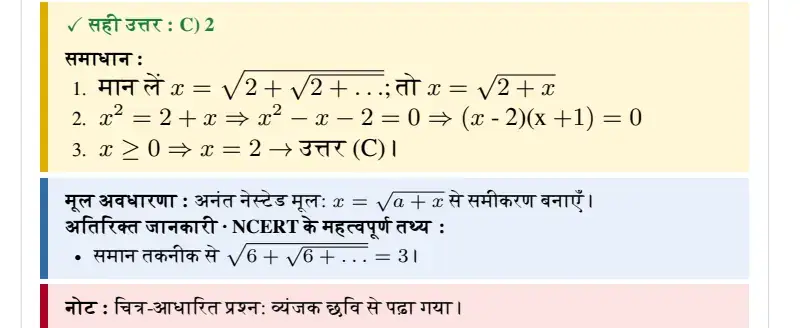 ✓ सही उत्तर : C) 2
समाधान :
1. मान लें x = √(2 + √(2 + …)); तो x = √(2 + x)
2. x² = 2 + x ⇒ x² − x − 2 = 0 ⇒ (x - 2)(x +1) = 0
3. x ≥ 0 ⇒ x = 2 → उत्तर (C)।
मूल अवधारणा : अनंत नेस्टेड मूल: x = √(a + x) से समीकरण बनाएँ।
अतिरिक्त जानकारी · NCERT के महत्वपूर्ण तथ्य :
• समान तकनीक से √(6 + √(6 + …)) = 3।
नोट : चित्र-आधारित प्रश्न: व्यंजक छवि से पढ़ा गया।